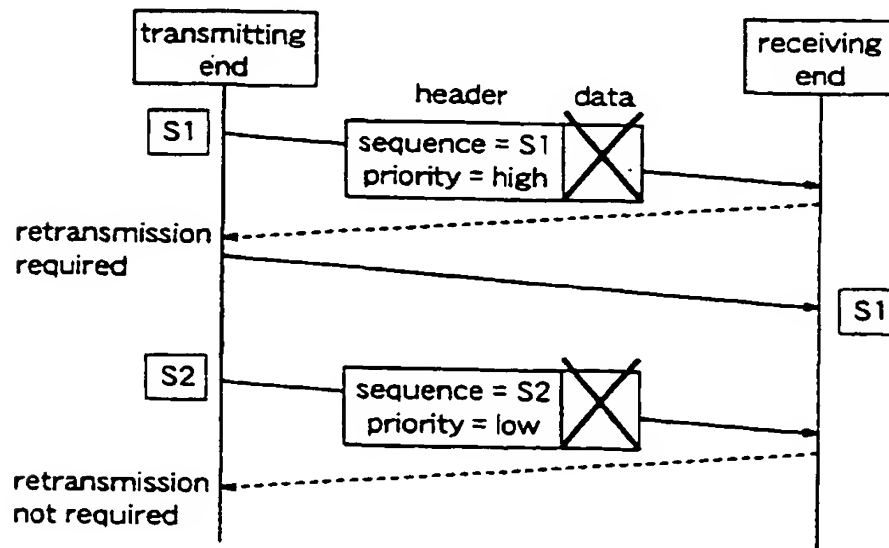 transmitting
end
receiving
end
header
data
S1
sequence = S1
priority = high
retransmission
required
S1
S2
sequence = S2
priority = low
retransmission
not required